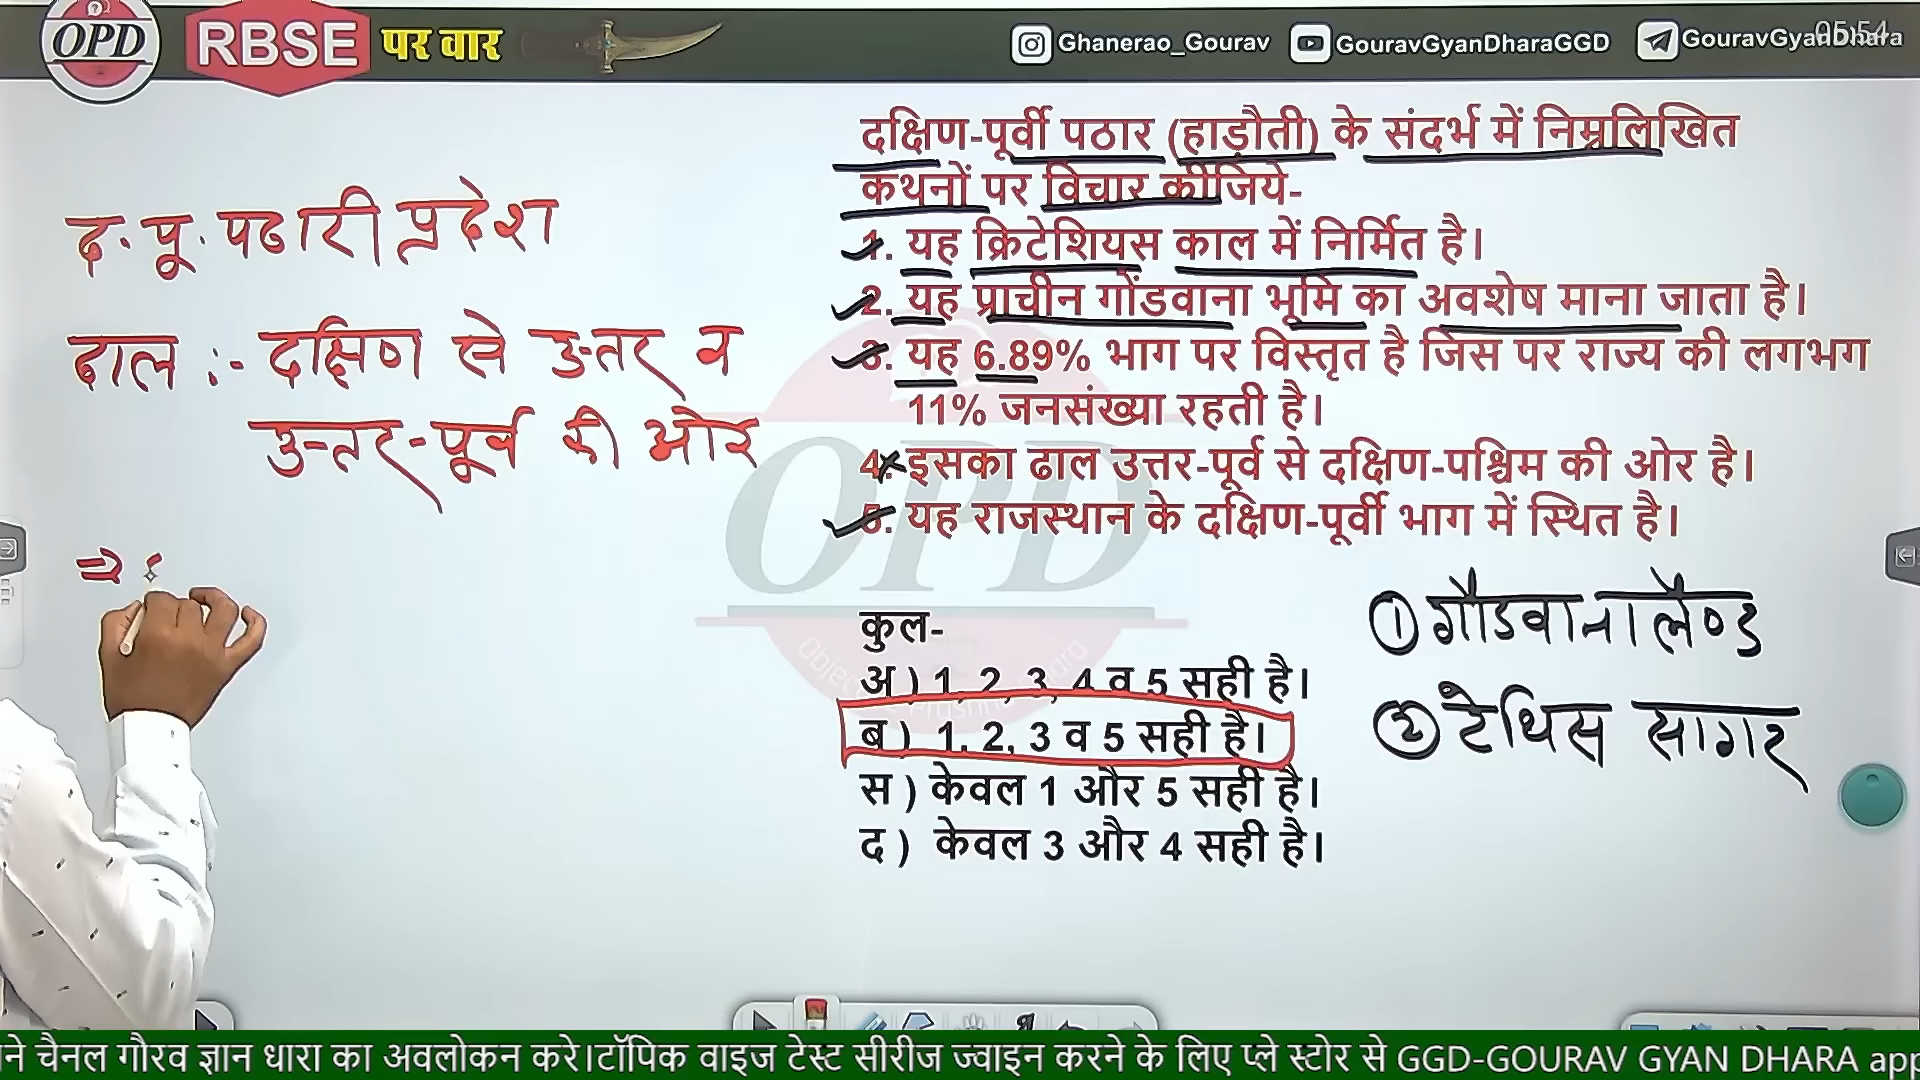 OPD RBSE पर वार
Ghanerao_Gourav GouravGyanDharaGGD GouravGyanDhara
05:54
दक्षिण-पूर्वी पठार (हाड़ौती) के संदर्भ में निम्नलिखित
कथनों पर विचार कीजिये-
1. यह क्रिटेशियस काल में निर्मित है।
2. यह प्राचीन गोंडवाना भूमि का अवशेष माना जाता है।
3. यह 6.89% भाग पर विस्तृत है जिस पर राज्य की लगभग
11% जनसंख्या रहती है।
4. इसका ढाल उत्तर-पूर्व से दक्षिण-पश्चिम की ओर है।
5. यह राजस्थान के दक्षिण-पूर्वी भाग में स्थित है।
कुल-
अ) 1, 2, 3, 4 व 5 सही है।
ब) 1, 2, 3 व 5 सही है।
स) केवल 1 और 5 सही है।
द) केवल 3 और 4 सही है।
द. पू. पठारी प्रदेश
ढाल :- दक्षिण से उत्तर व
उत्तर-पूर्व की ओर
① गौडवाना लैण्ड
② टेथिस सागर
OPD
ने चैनल गौरव ज्ञान धारा का अवलोकन करे।टॉपिक वाइज टेस्ट सीरीज ज्वाइन करने के लिए प्ले स्टोर से GGD-GOURAV GYAN DHARA app